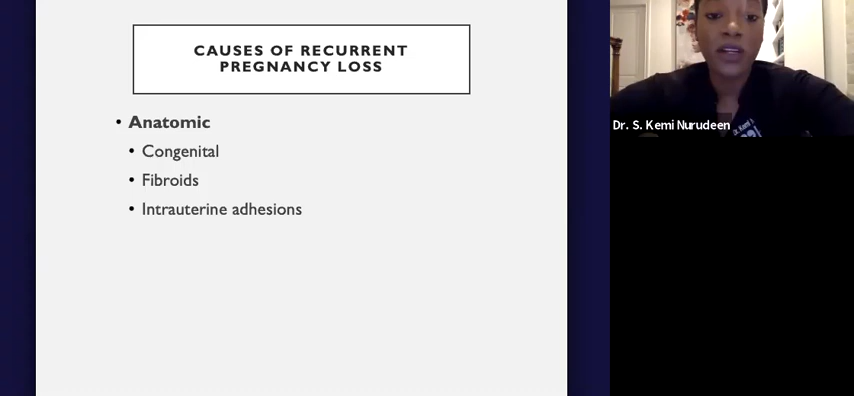 CAUSES OF RECURRENT
PREGNANCY LOSS
• Anatomic
• Congenital
• Fibroids
• Intrauterine adhesions
Dr. S. Kemi Nurudeen